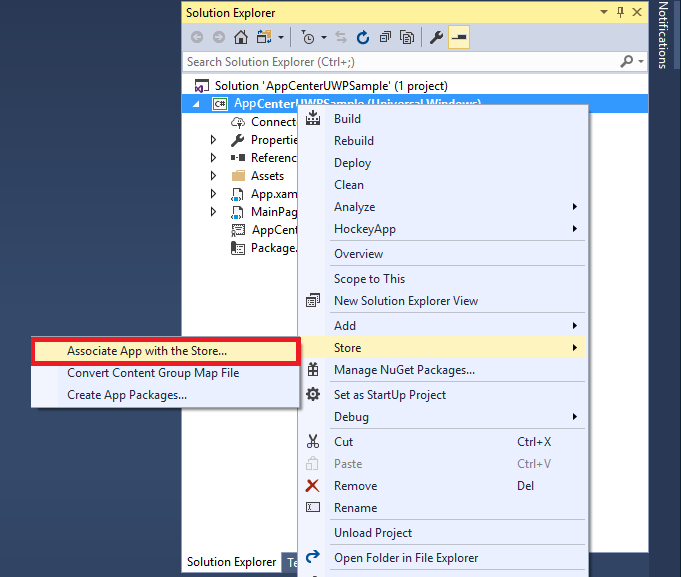 Solution Explorer
Notifications
Search Solution Explorer (Ctrl+;)
Solution 'AppCenterUWPSample' (1 project)
C#
AppCenterUWPSample (Universal Windows)
Connect
Build
Propertie
Rebuild
Referenc
Deploy
Assets
Clean
App.xam
Analyze
MainPag
HockeyApp
AppCent
Package.
Overview
Scope to This
New Solution Explorer View
Add
Associate App with the Store...
Store
Convert Content Group Map File
Manage NuGet Packages...
Create App Packages...
Set as StartUp Project
Debug
Cut Ctrl+X
Paste Ctrl+V
Remove Del
Rename
Unload Project
Solution Explorer Te
Open Folder in File Explorer